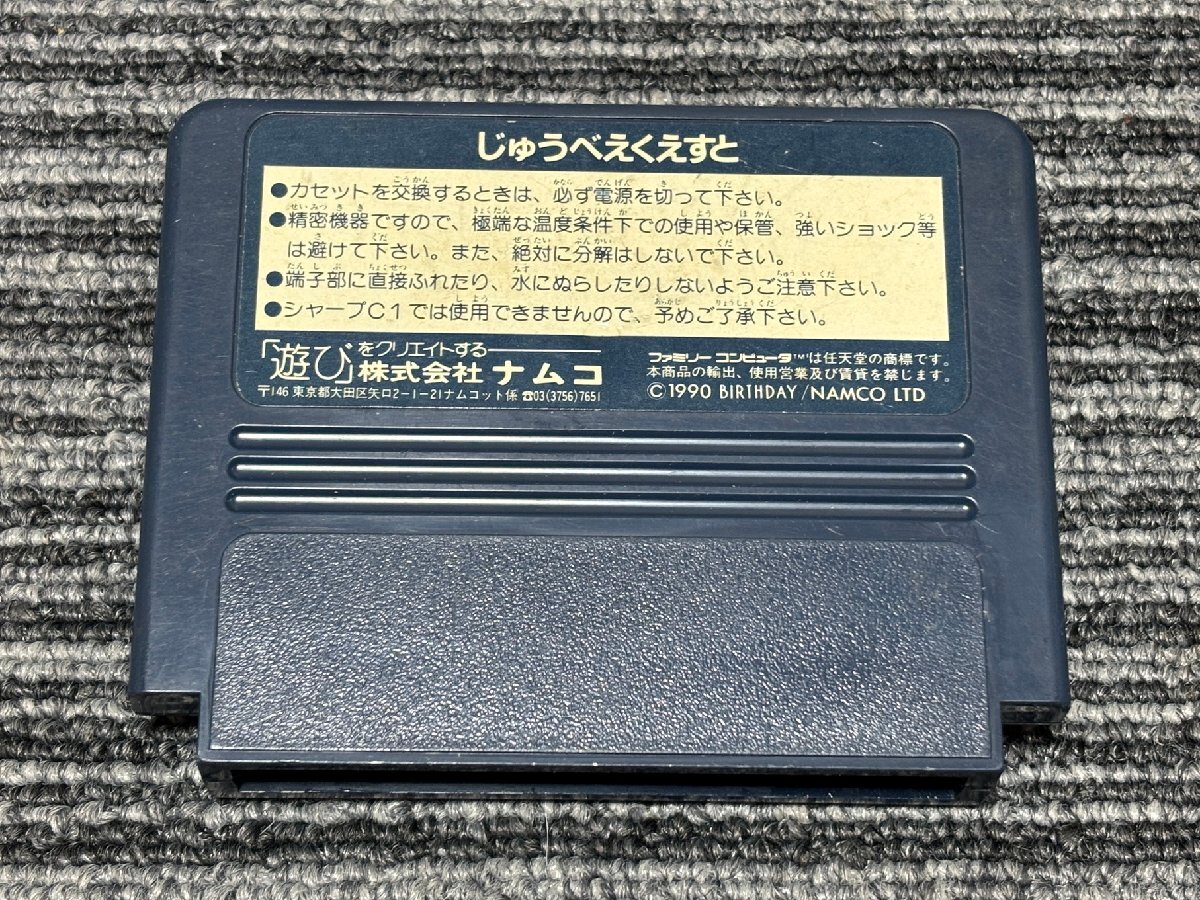 じゅうべえくえすと
●カセットを交換するときは、必ず電源を切って下さい。
●精密機器ですので、極端な温度条件下での使用や保管、強いショック等
は避けて下さい。また、絶対に分解はしないで下さい。
●端子部に直接ふれたり、水にぬらしたりしないようご注意下さい。
●シャープC1では使用できませんので、予めご了承下さい。
「遊び」をクリエイトする
株式会社 ナムコ
〒146 東京都大田区矢口2-1-21ナムコット係 ☎03(3756)7651
ファミリー コンピュータ™は任天堂の商標です。
本商品の輸出、使用営業及び賃貸を禁じます。
©1990 BIRTHDAY/NAMCO LTD